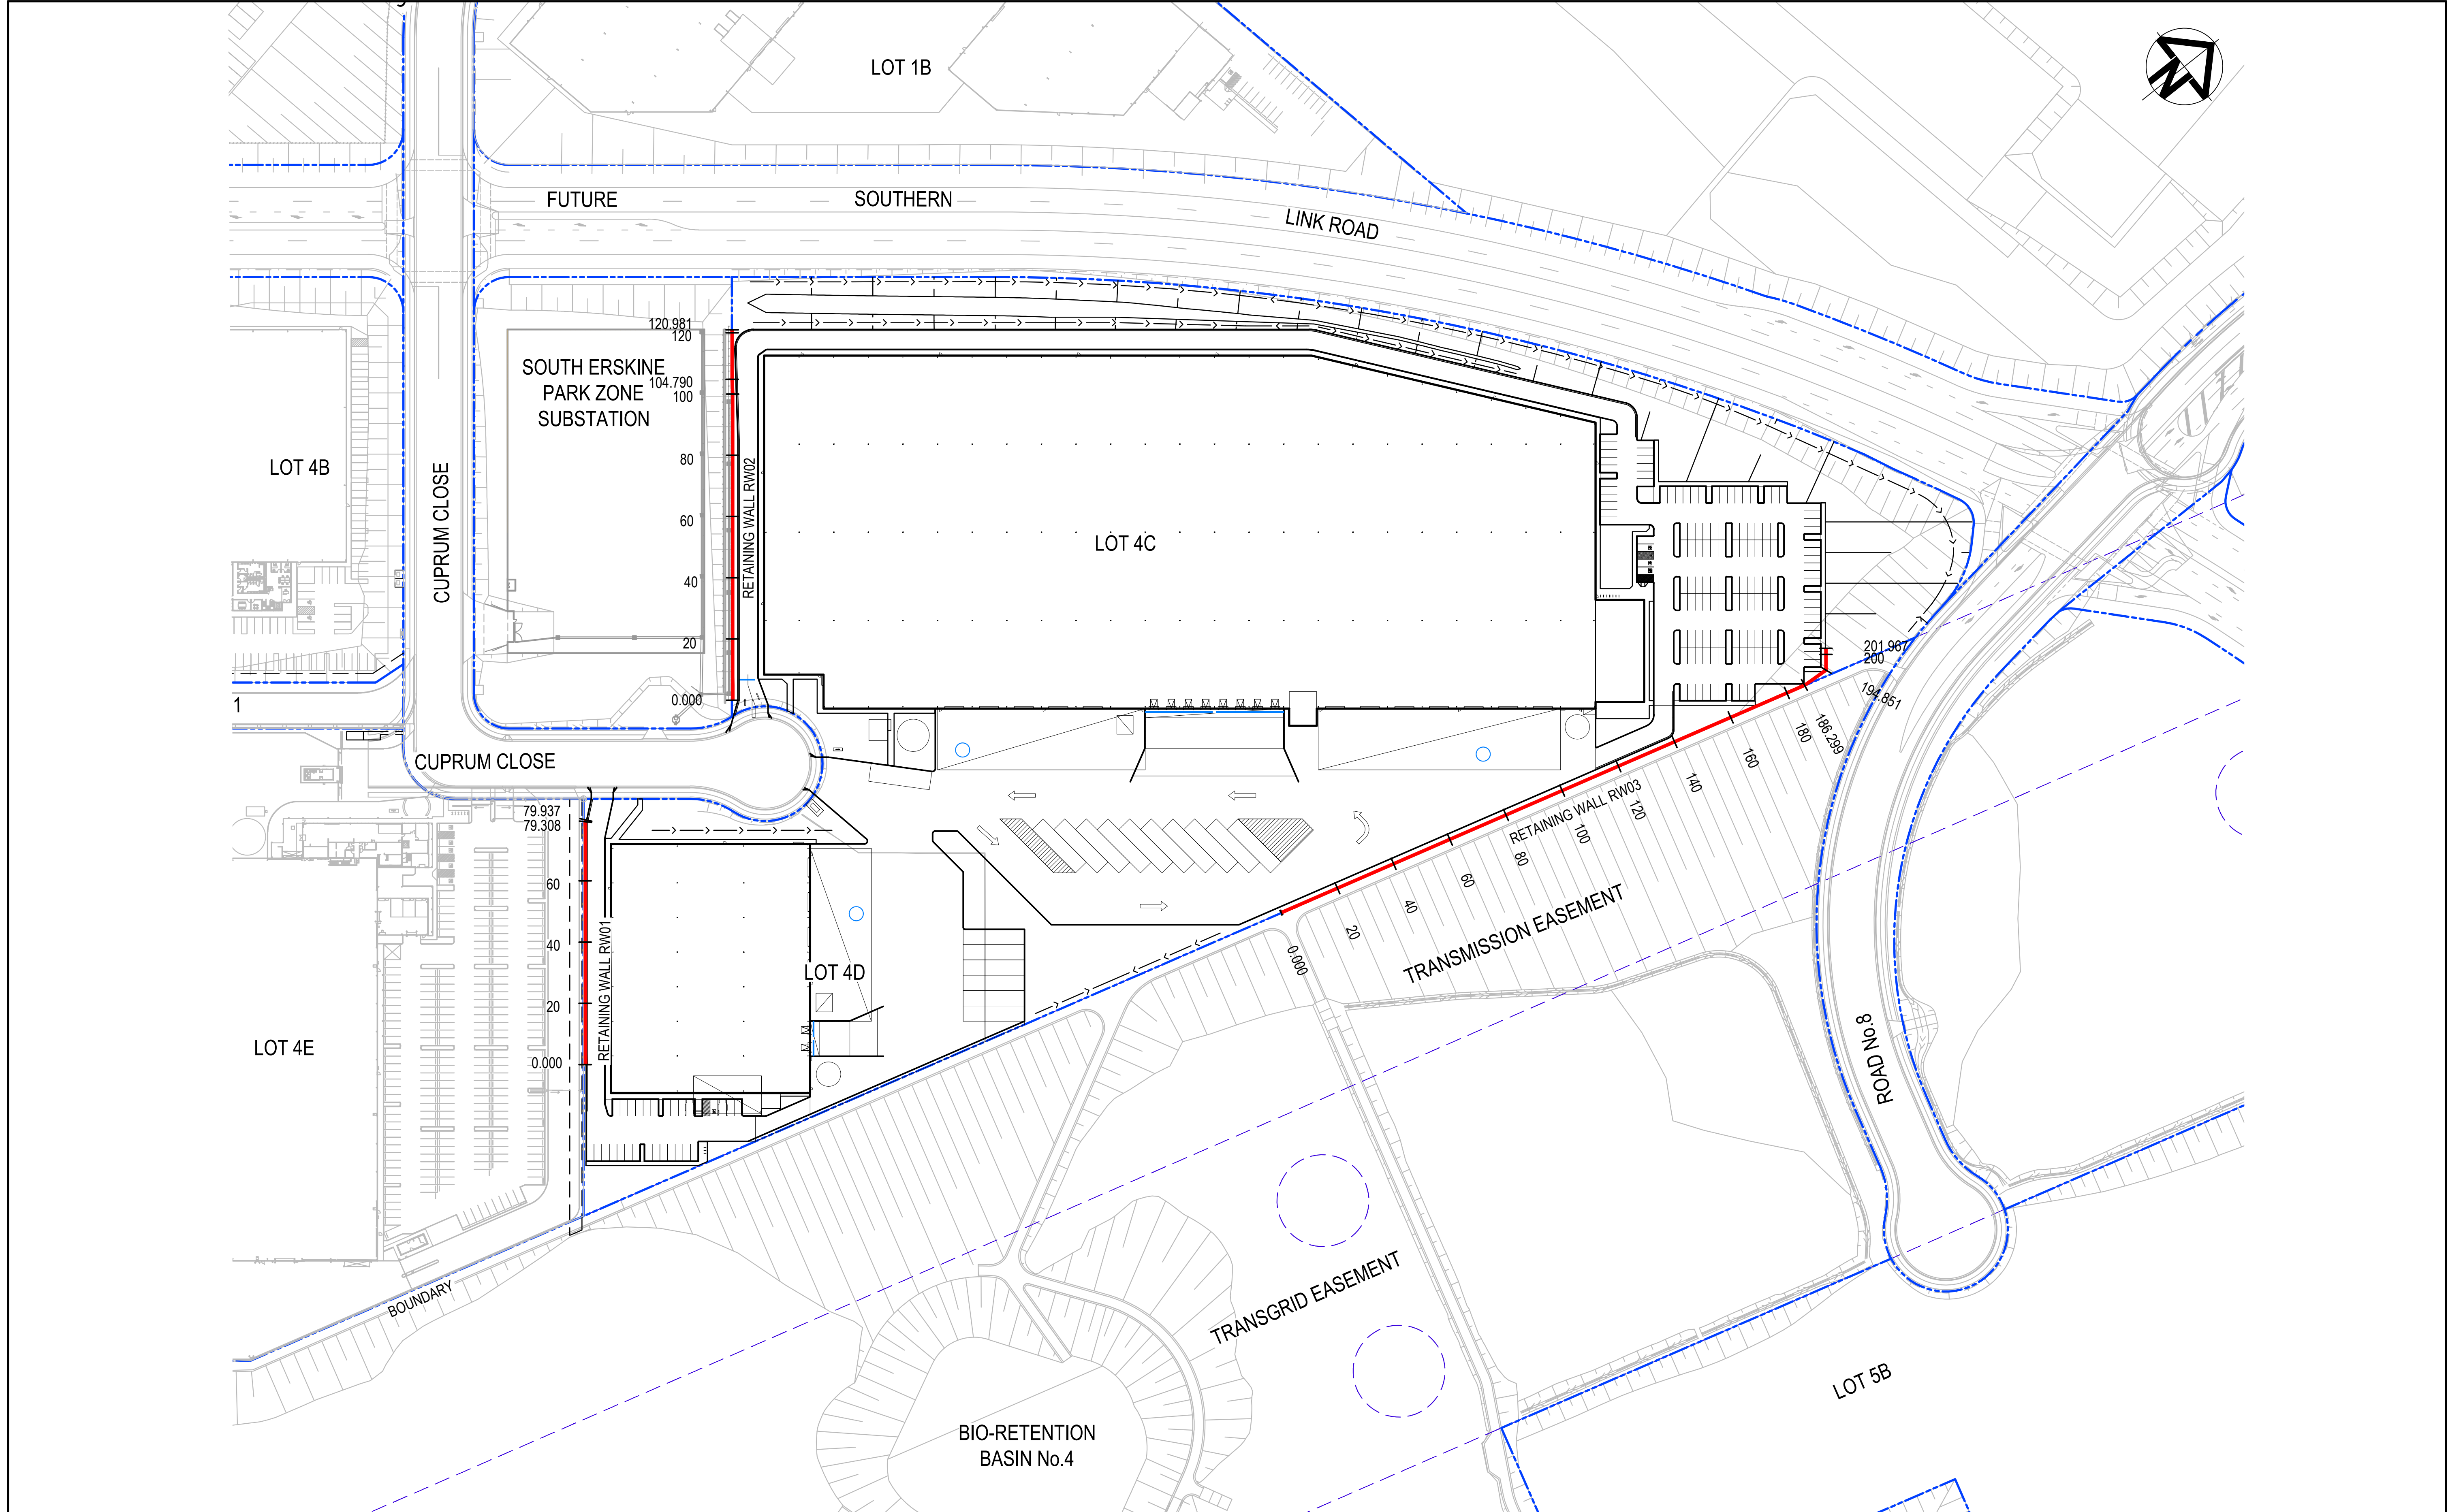 LOT 1B
N
FUTURE SOUTHERN LINK ROAD
120.981
120
SOUTH ERSKINE
PARK ZONE
SUBSTATION
104.790
100
80
60
40
20
0.000
RETAINING WALL RW02
LOT 4B
CUPRUM CLOSE
LOT 4C
201.967
200
194.851
186.299
180
160
140
120
100
80
60
40
20
0.000
RETAINING WALL RW03
1
CUPRUM CLOSE
79.937
79.308
60
40
20
0.000
RETAINING WALL RW01
LOT 4D
TRANSMISSION EASEMENT
LOT 4E
ROAD No.8
BOUNDARY
TRANSGRID EASEMENT
LOT 5B
BIO-RETENTION
BASIN No.4